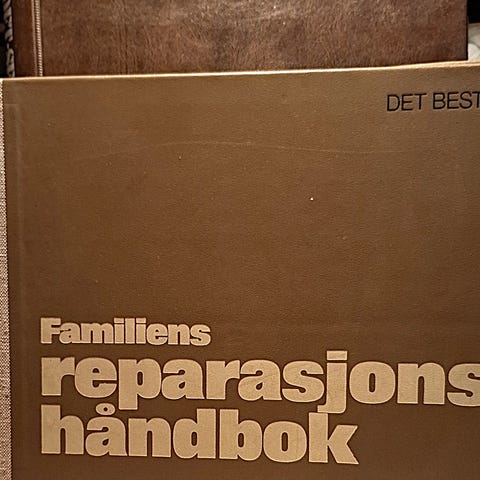 DET BEST
Familiens
reparasjons
håndbok